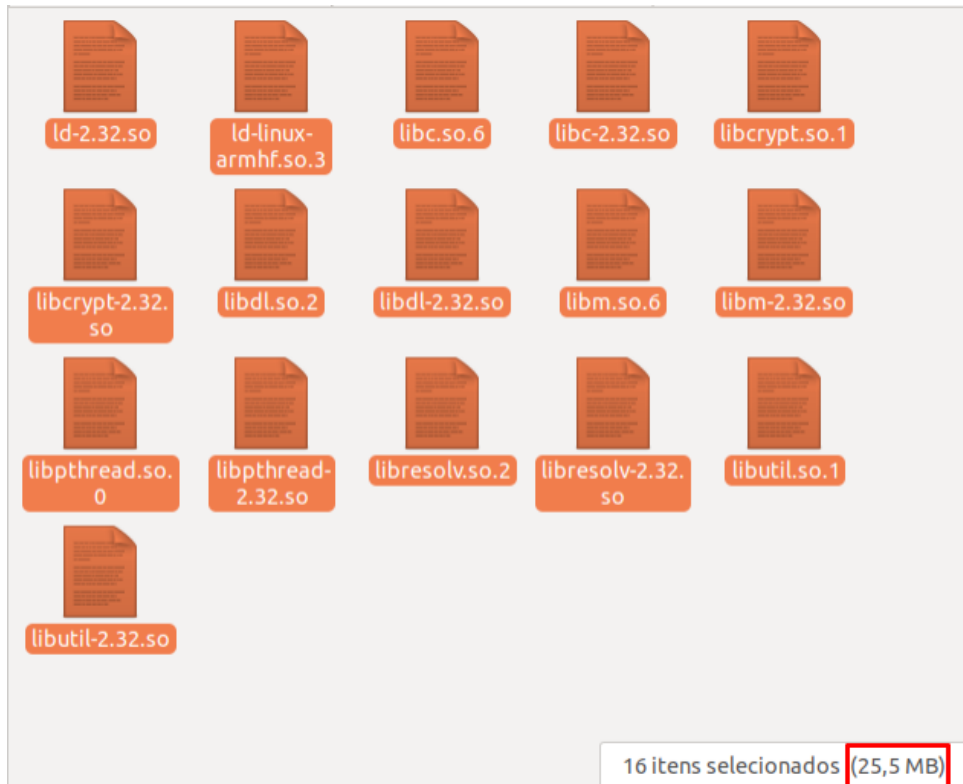 ld-2.32.so
ld-linux-
armhf.so.3
libc.so.6
libc-2.32.so
libcrypt.so.1
libcrypt-2.32.
so
libdl.so.2
libdl-2.32.so
libm.so.6
libm-2.32.so
libpthread.so.
0
libpthread-
2.32.so
libresolv.so.2
libresolv-2.32.
so
libutil.so.1
libutil-2.32.so
16 itens selecionados (25,5 MB)